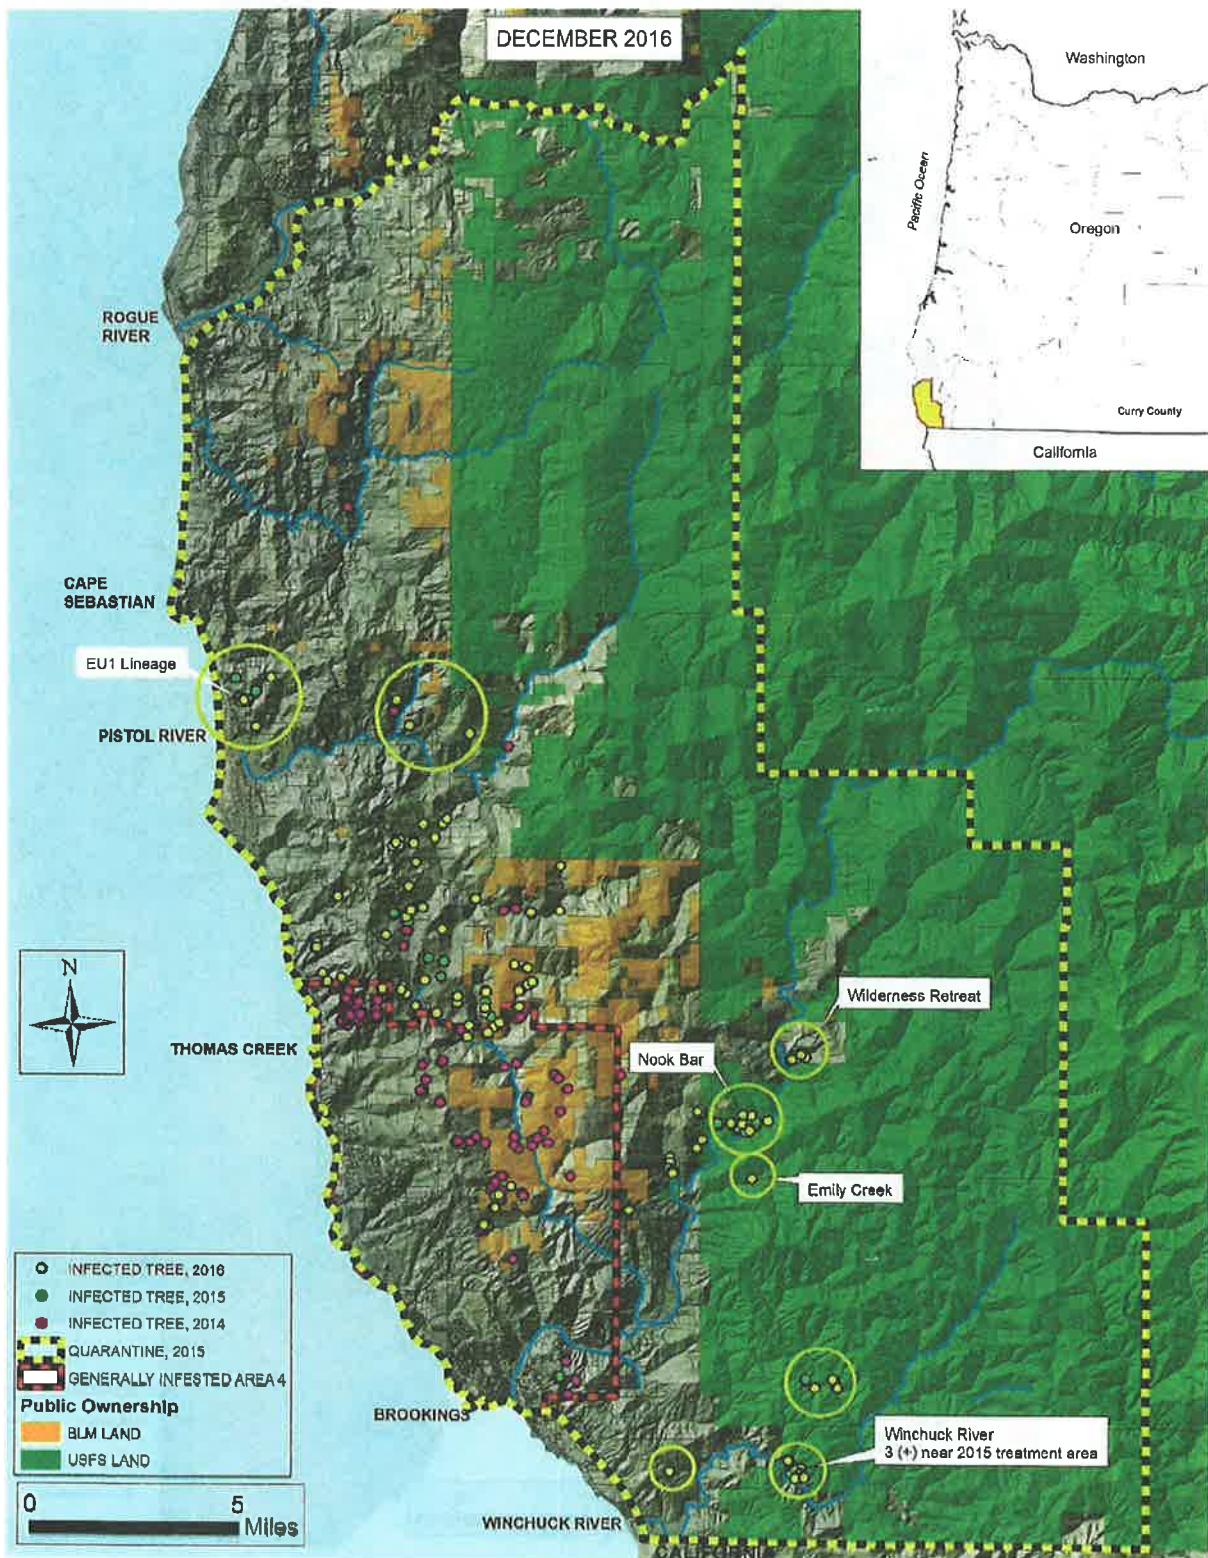 DECEMBER 2016
Washington
Pacific Ocean
Oregon
Curry County
California
ROGUE
RIVER
CAPE
SEBASTIAN
EU1 Lineage
PISTOL RIVER
N
THOMAS CREEK
Wilderness Retreat
Nook Bar
Emily Creek
INFECTED TREE, 2016
INFECTED TREE, 2015
INFECTED TREE, 2014
QUARANTINE, 2015
GENERALLY INFESTED AREA 4
Public Ownership
BLM LAND
USFS LAND
BROOKINGS
Winchuck River
3 (+) near 2015 treatment area
0 5
Miles
WINCHUCK RIVER
CALIFORNIA